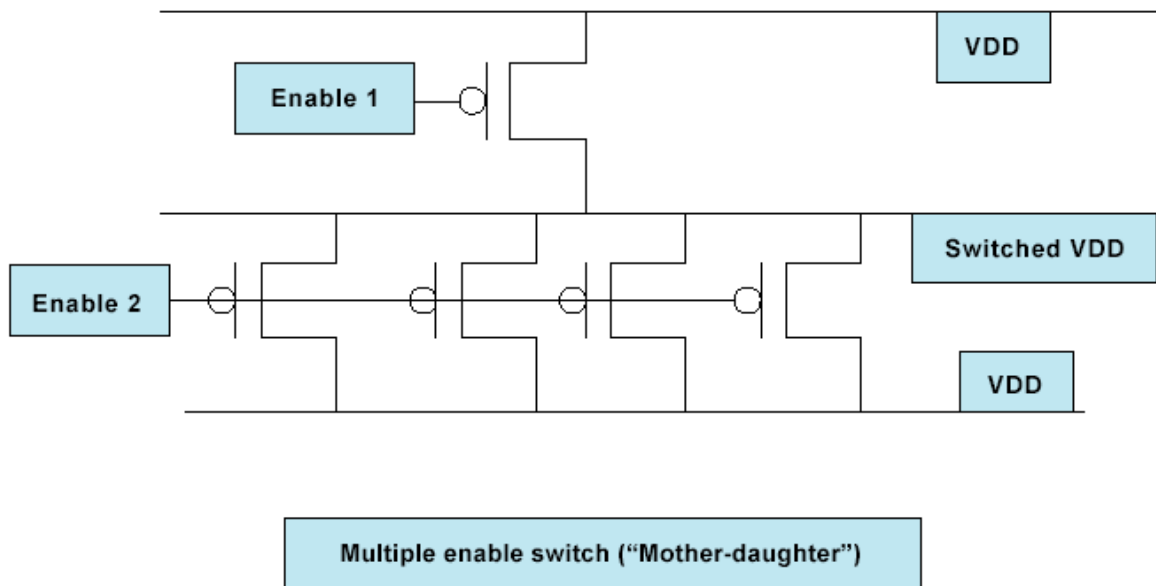 VDD
Enable 1
Switched VDD
Enable 2
VDD
Multiple enable switch (“Mother-daughter”)